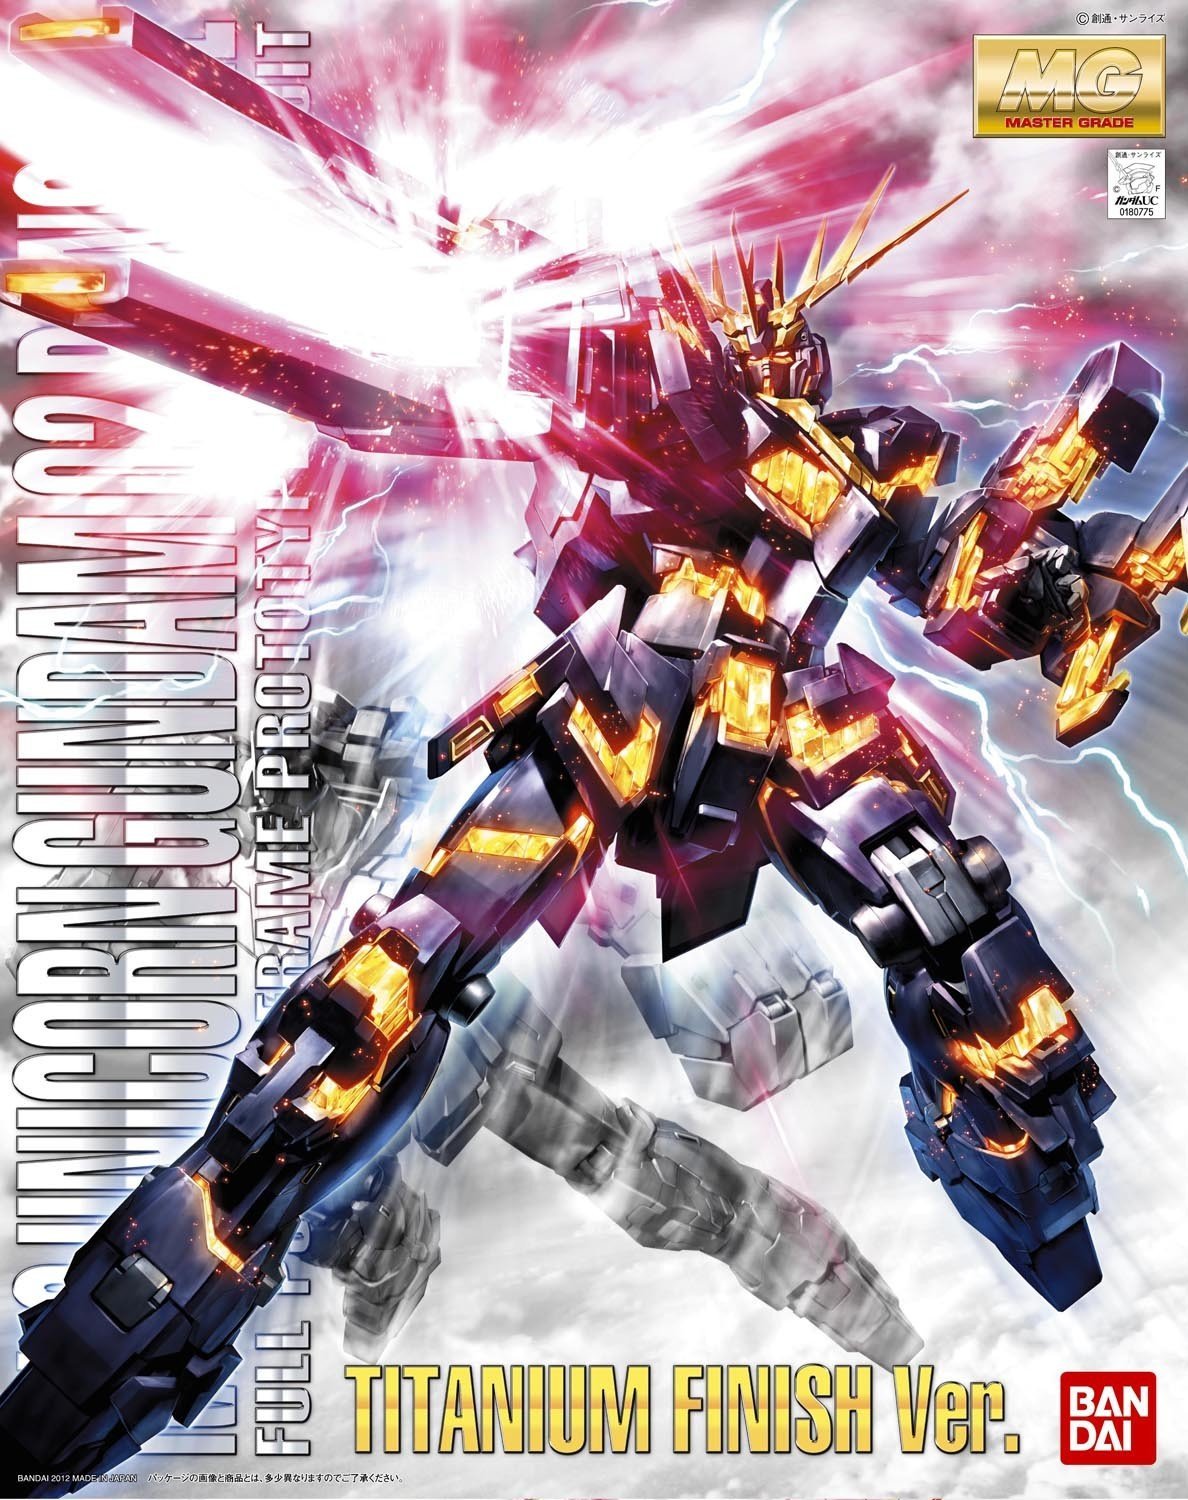 ©創通・サンライズ
MG
MASTER GRADE
創通・サンライズ
© F
ガンダムUC
0180775
UNICORN GUNDAM 02
FULL
FRAME PROTOTYPE
TITANIUM FINISH Ver.
BAN
DAI
BANDAI 2012 MADE IN JAPAN パッケージの画像と商品とは、多少異なりますのでご了承ください。